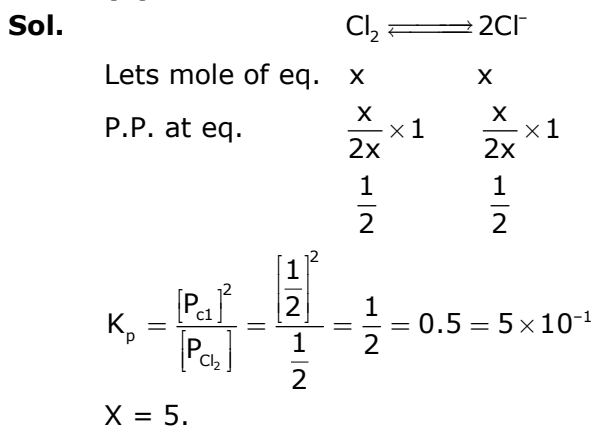 Sol. Cl₂ ⇌ 2Cl⁻
Lets mole of eq. x x
P.P. at eq. x/2x × 1 x/2x × 1
1/2 1/2
Kₚ = [P_c1]²/[P_Cl₂] = [1/2]²/(1/2) = 1/2 = 0.5 = 5 × 10⁻¹
X = 5.